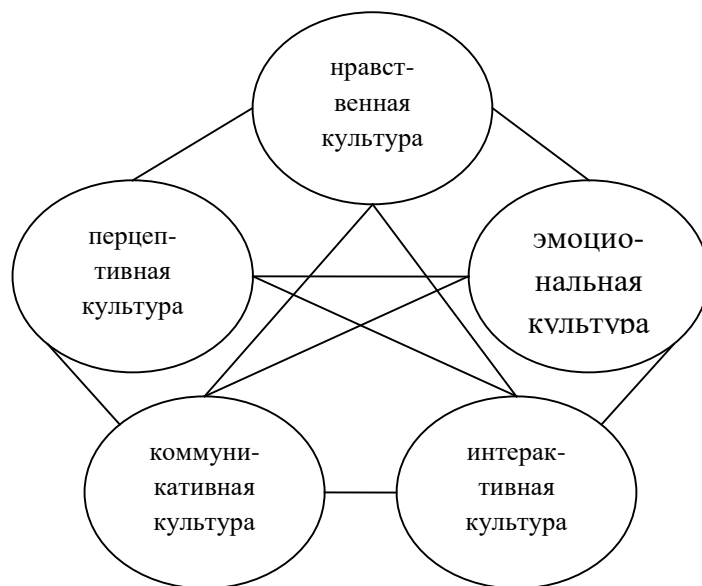 нравст-
венная
культура
перцеп-
тивная
культура
эмоцио-
нальная
культура
коммуни-
кативная
культура
интерак-
тивная
культура